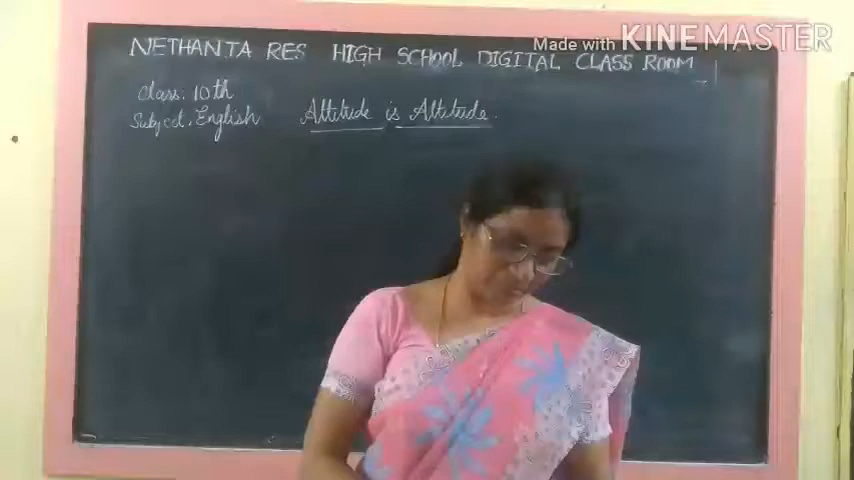 Made with KINEMASTER
NETHANTA RES HIGH SCHOOL DIGITAL CLASS ROOM
Class: 10th
Subject. English
Attitude is Altitude.